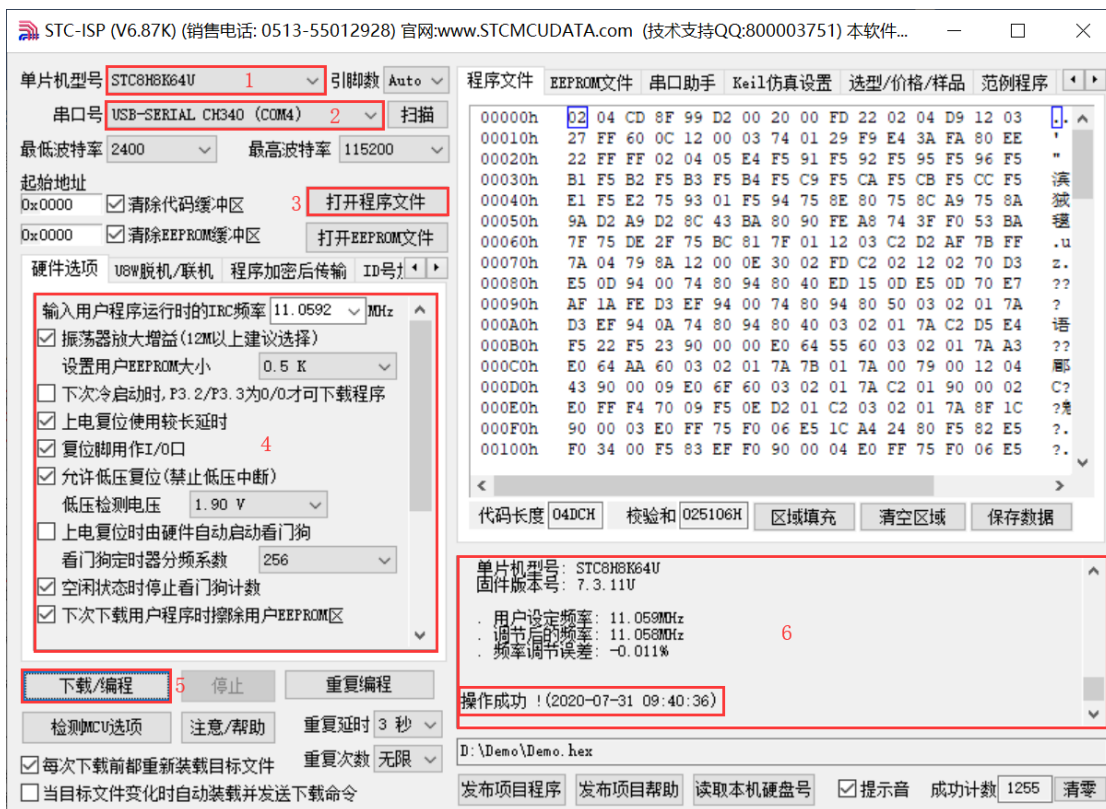 STC-ISP (V6.87K) (销售电话: 0513-55012928) 官网:www.STCMCUDATA.com (技术支持QQ:800003751) 本软件...
单片机型号 STC8H8K64U 1 引脚数 Auto
串口号 USB-SERIAL CH340 (COM4) 2 扫描
最低波特率 2400 最高波特率 115200
起始地址
0x0000 清除代码缓冲区 3 打开程序文件
0x0000 清除EEPROM缓冲区 打开EEPROM文件
硬件选项 U8W脱机/联机 程序加密后传输 ID号
输入用户程序运行时的IRC频率 11.0592 MHz
振荡器放大增益(12M以上建议选择)
设置用户EEPROM大小 0.5 K
下次冷启动时,P3.2/P3.3为0/0才可下载程序
上电复位使用较长延时
复位脚用作I/O口 4
允许低压复位(禁止低压中断)
低压检测电压 1.90 V
上电复位时由硬件自动启动看门狗
看门狗定时器分频系数 256
空闲状态时停止看门狗计数
下次下载用户程序时擦除用户EEPROM区
下载/编程 5 停止 重复编程
检测MCU选项 注意/帮助 重复延时 3 秒
重复次数 无限
每次下载前都重新装载目标文件
当目标文件变化时自动装载并发送下载命令
程序文件 EEPROM文件 串口助手 Keil仿真设置 选型/价格/样品 范例程序
00000h 02 04 CD 8F 99 D2 00 20 00 FD 22 02 04 D9 12 03 ..
00010h 27 FF 60 0C 12 00 03 74 01 29 F9 E4 3A FA 80 EE '
00020h 22 FF FF 02 04 05 E4 F5 91 F5 92 F5 95 F5 96 F5 "
00030h B1 F5 B2 F5 B3 F5 B4 F5 C9 F5 CA F5 CB F5 CC F5 滨
00040h E1 F5 E2 75 93 01 F5 94 75 8E 80 75 8C A9 75 8A
00050h 9A D2 A9 D2 8C 43 BA 80 90 FE A8 74 3F F0 53 BA
00060h 7F 75 DE 2F 75 BC 81 7F 01 12 03 C2 D2 AF 7B FF .u
00070h 7A 04 79 8A 12 00 0E 30 02 FD C2 02 12 02 70 D3 z.
00080h E5 0D 94 00 74 80 94 80 40 ED 15 0D E5 0D 70 E7 ??
00090h AF 1A FE D3 EF 94 00 74 80 94 80 50 03 02 01 7A ?
000A0h D3 EF 94 0A 74 80 94 80 40 03 02 01 7A C2 D5 E4 语
000B0h F5 22 F5 23 90 00 00 E0 64 55 60 03 02 01 7A A3 ??
000C0h E0 64 AA 60 03 02 01 7A 7B 01 7A 00 79 00 12 04 郿
000D0h 43 90 00 09 E0 6F 60 03 02 01 7A C2 01 90 00 02 C?
000E0h E0 FF F4 70 09 F5 0E D2 01 C2 03 02 01 7A 8F 1C ?
000F0h 90 00 03 E0 FF 75 F0 06 E5 1C A4 24 80 F5 82 E5 ?.
00100h F0 34 00 F5 83 EF F0 90 00 04 E0 FF 75 F0 06 E5 ?.
代码长度 04DCH 校验和 025106H 区域填充 清空区域 保存数据
单片机型号: STC8H8K64U
固件版本号: 7.3.11U
. 用户设定频率: 11.059MHz
. 调节后的频率: 11.058MHz
. 频率调节误差: -0.011%
6
操作成功 !(2020-07-31 09:40:36)
D:\Demo\Demo.hex
发布项目程序 发布项目帮助 读取本机硬盘号 提示音 成功计数 1255 清零